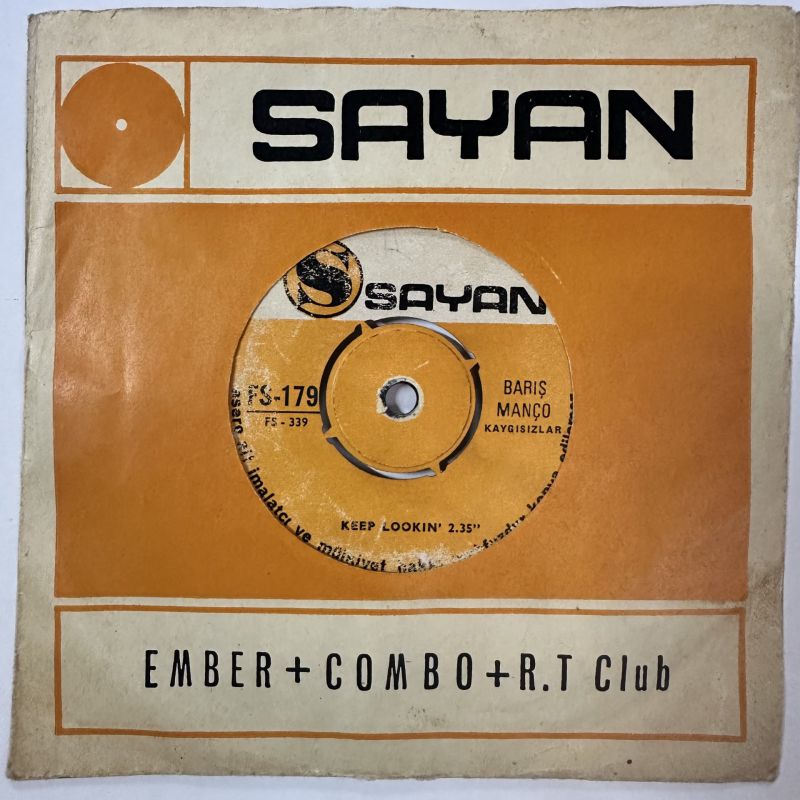 SAYAN
S SAYAN
FS-179
FS - 339
BARIŞ
MANÇO
KAYGISIZLAR
KEEP LOOKIN' 2.35"
imalatçı ve mülkiyet
kopya
EMBER + COMBO + R.T Club